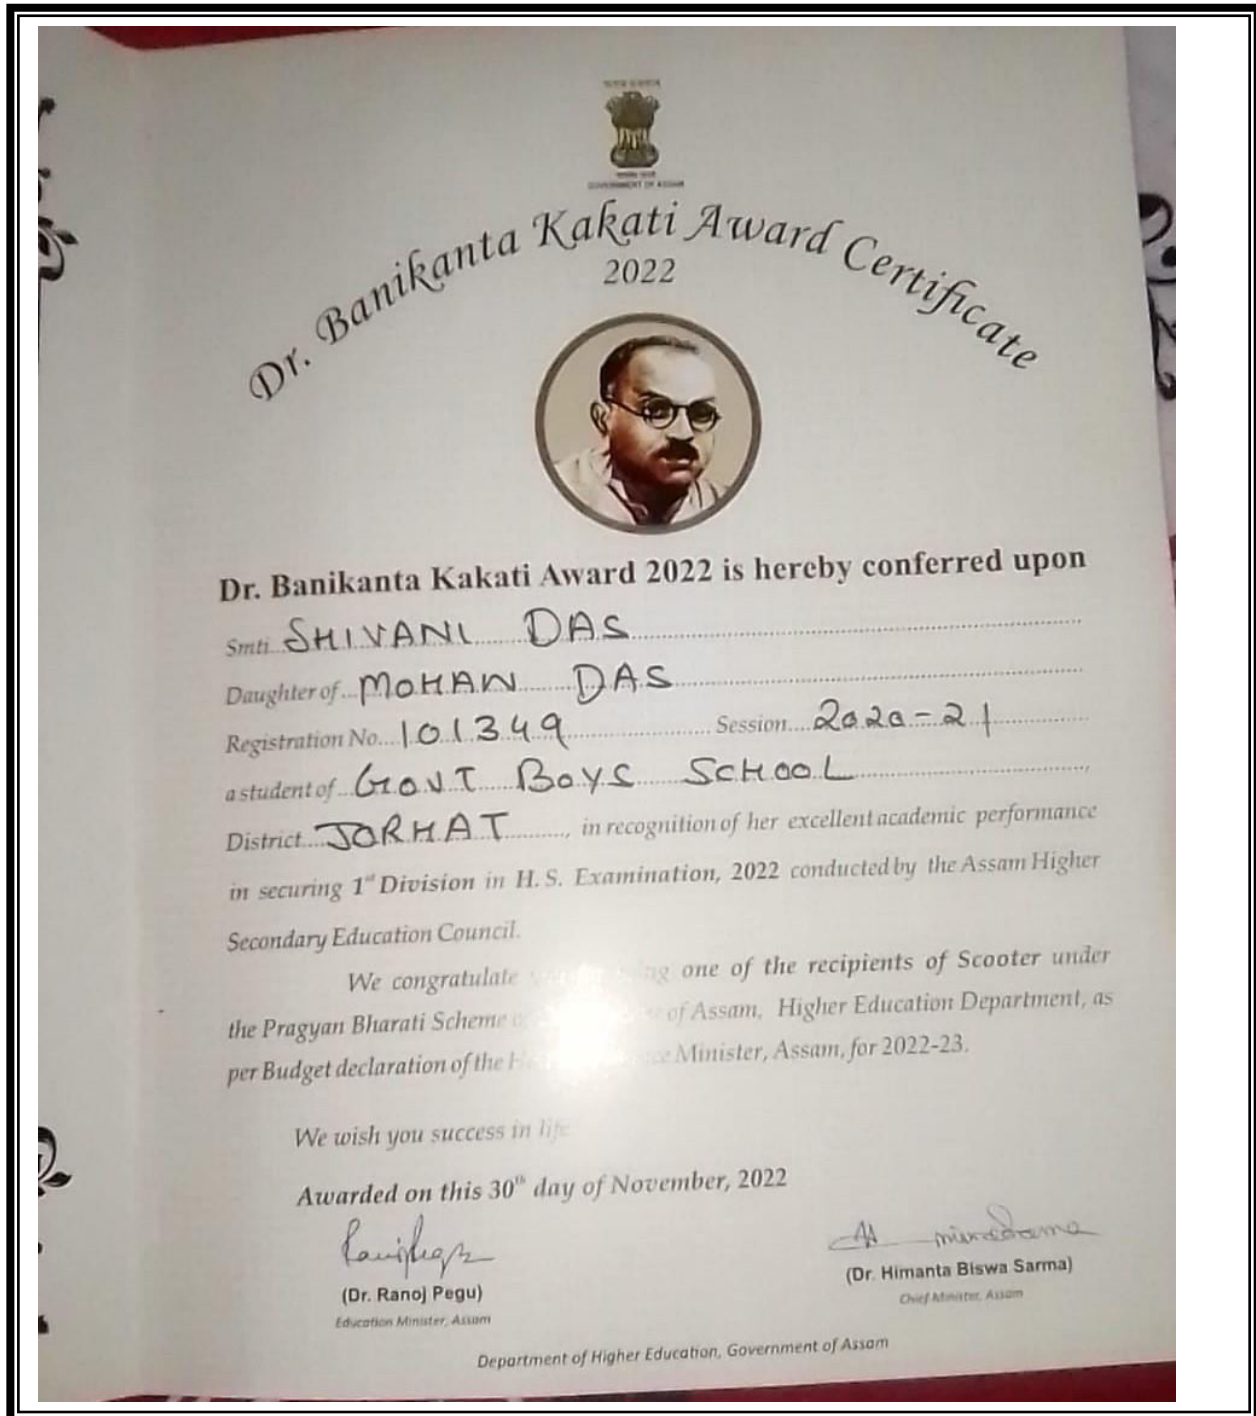 GOVERNMENT OF ASSAM
Dr. Banikanta Kakati Award Certificate
2022
Dr. Banikanta Kakati Award 2022 is hereby conferred upon
Smti SHIVANI DAS
Daughter of MOHAN DAS
Registration No. 101349 Session 2020-21
a student of GOVT BOYS SCHOOL,
District JORHAT, in recognition of her excellent academic performance
in securing 1st Division in H. S. Examination, 2022 conducted by the Assam Higher
Secondary Education Council.
We congratulate one of the recipients of Scooter under
the Pragyan Bharati Scheme of Assam, Higher Education Department, as
per Budget declaration of the Minister, Assam, for 2022-23.
We wish you success in life
Awarded on this 30th day of November, 2022
(Dr. Ranoj Pegu)
Education Minister, Assam
(Dr. Himanta Biswa Sarma)
Chief Minister, Assam
Department of Higher Education, Government of Assam